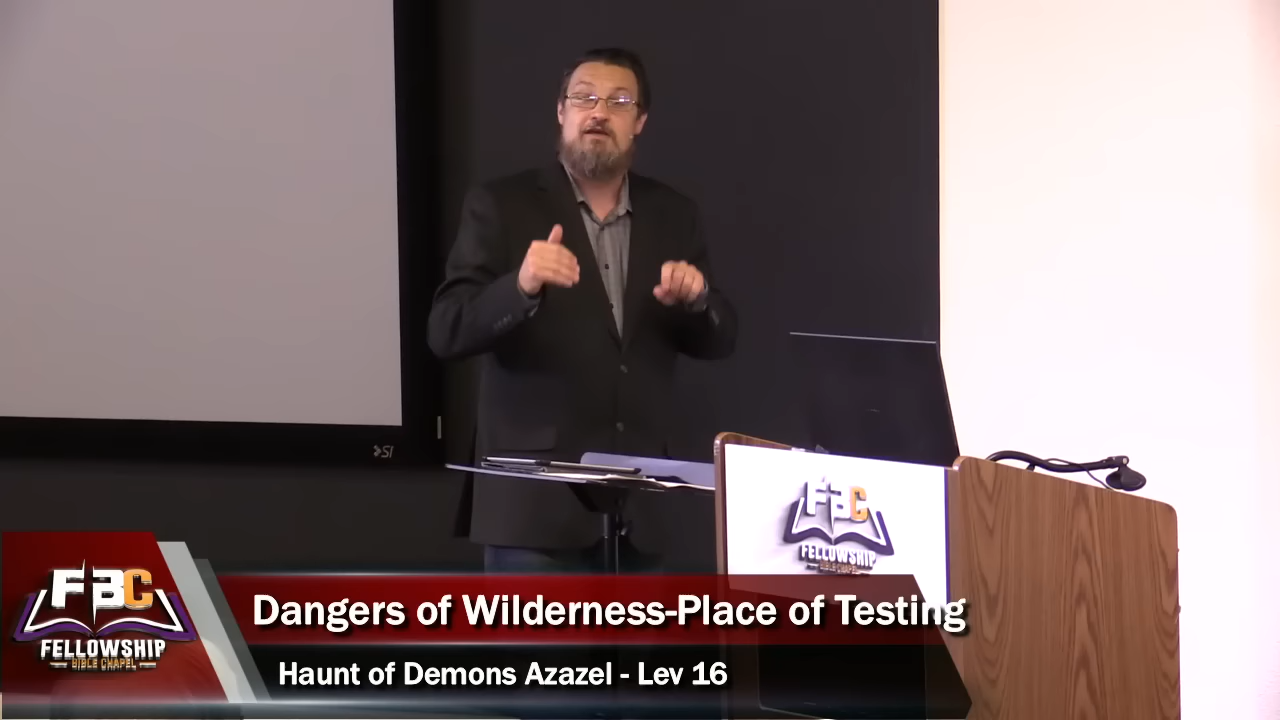 SI
FBC
FELLOWSHIP
BIBLE CHAPEL
FBC
FELLOWSHIP
BIBLE CHAPEL
Dangers of Wilderness-Place of Testing
Haunt of Demons Azazel - Lev 16